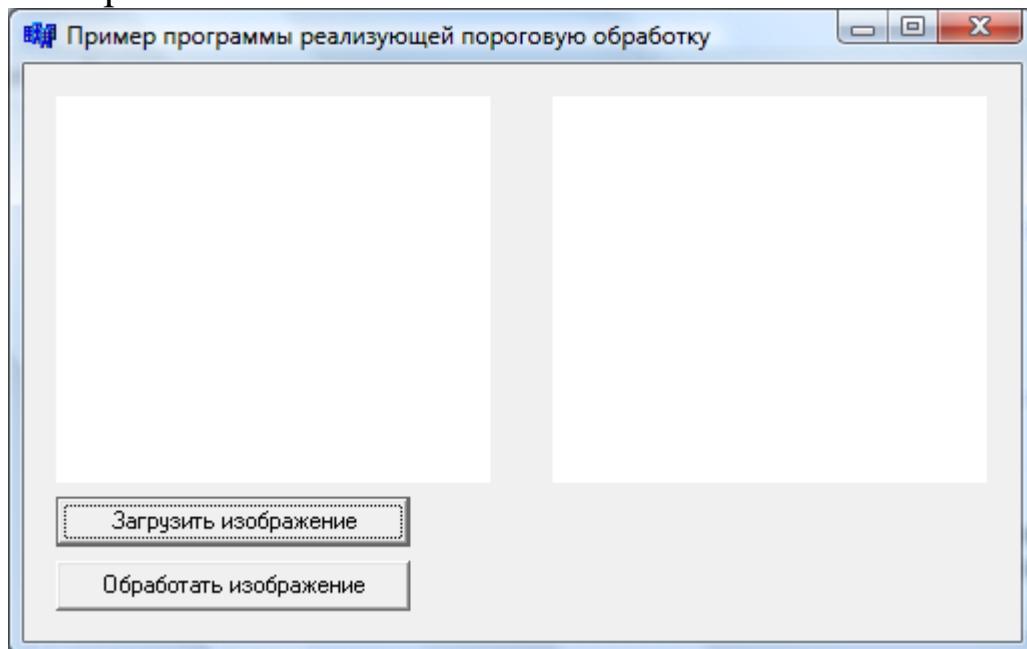 Пример программы реализующей пороговую обработку
Загрузить изображение
Обработать изображение